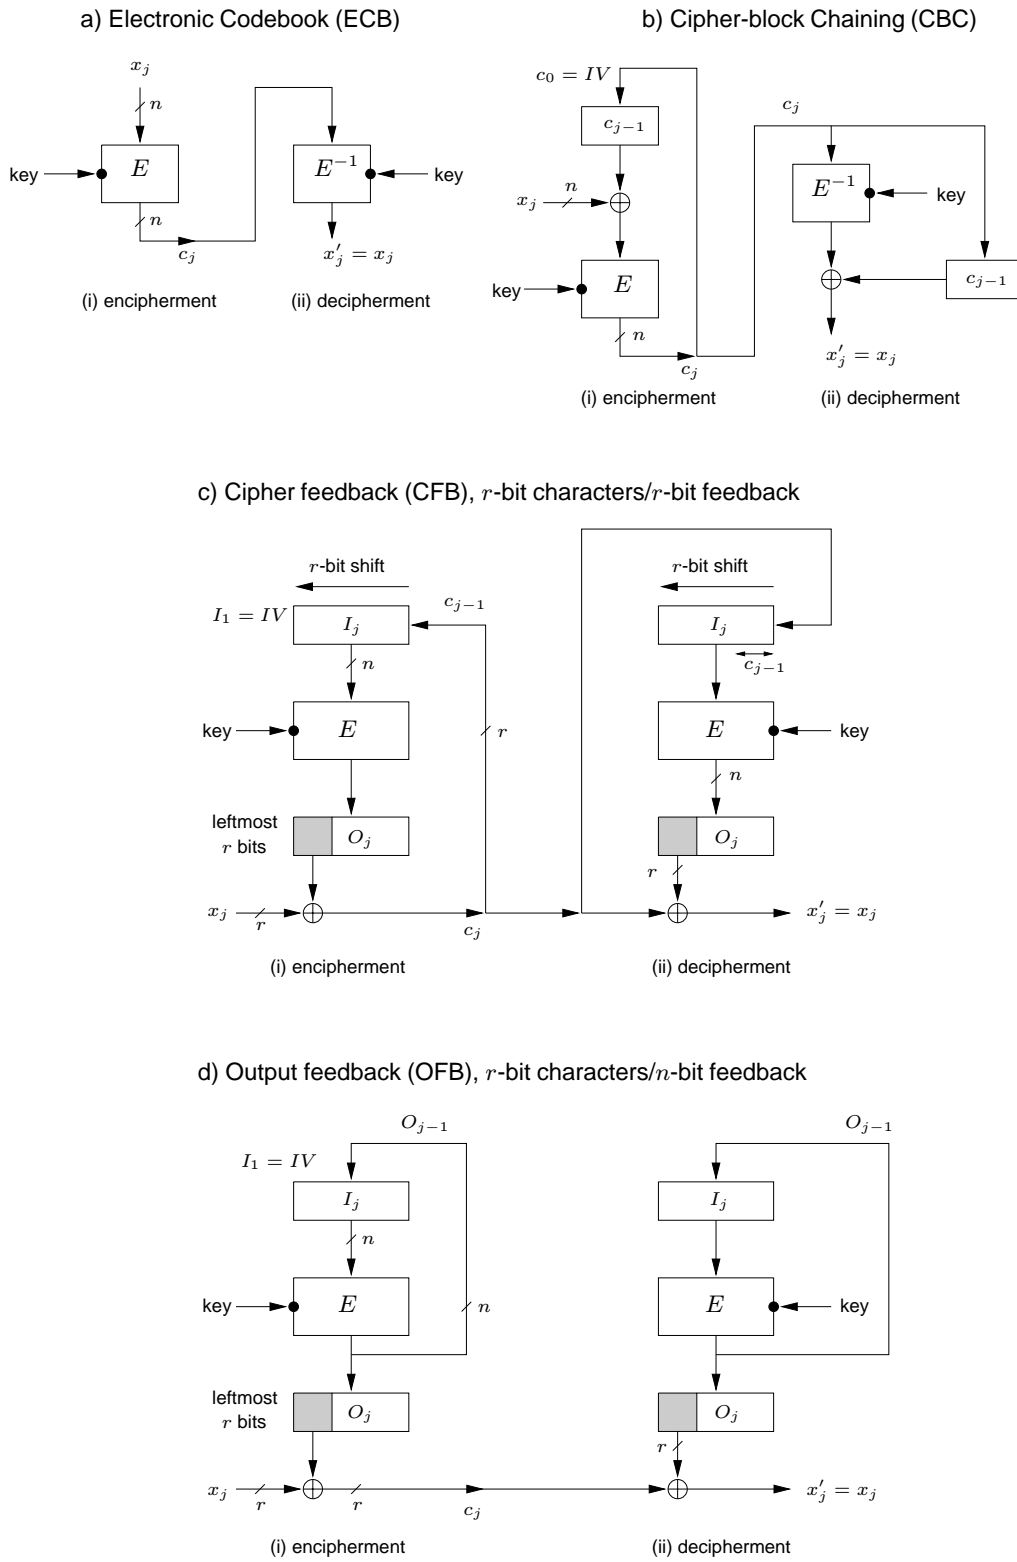 a) Electronic Codebook (ECB)
x_j
n
key
E
n
c_j
E^{-1}
key
x'_j = x_j
(i) encipherment
(ii) decipherment
b) Cipher-block Chaining (CBC)
c_0 = IV
c_{j-1}
n
x_j
key
E
n
c_j
c_j
E^{-1}
key
c_{j-1}
x'_j = x_j
(i) encipherment
(ii) decipherment
c) Cipher feedback (CFB), r-bit characters/r-bit feedback
r-bit shift
I_1 = IV
I_j
c_{j-1}
n
key
E
r
leftmost
r bits
O_j
x_j
r
c_j
(i) encipherment
r-bit shift
I_j
c_{j-1}
E
key
n
O_j
r
x'_j = x_j
(ii) decipherment
d) Output feedback (OFB), r-bit characters/n-bit feedback
O_{j-1}
I_1 = IV
I_j
n
key
E
n
leftmost
r bits
O_j
x_j
r
r
c_j
(i) encipherment
O_{j-1}
I_j
E
key
O_j
r
x'_j = x_j
(ii) decipherment